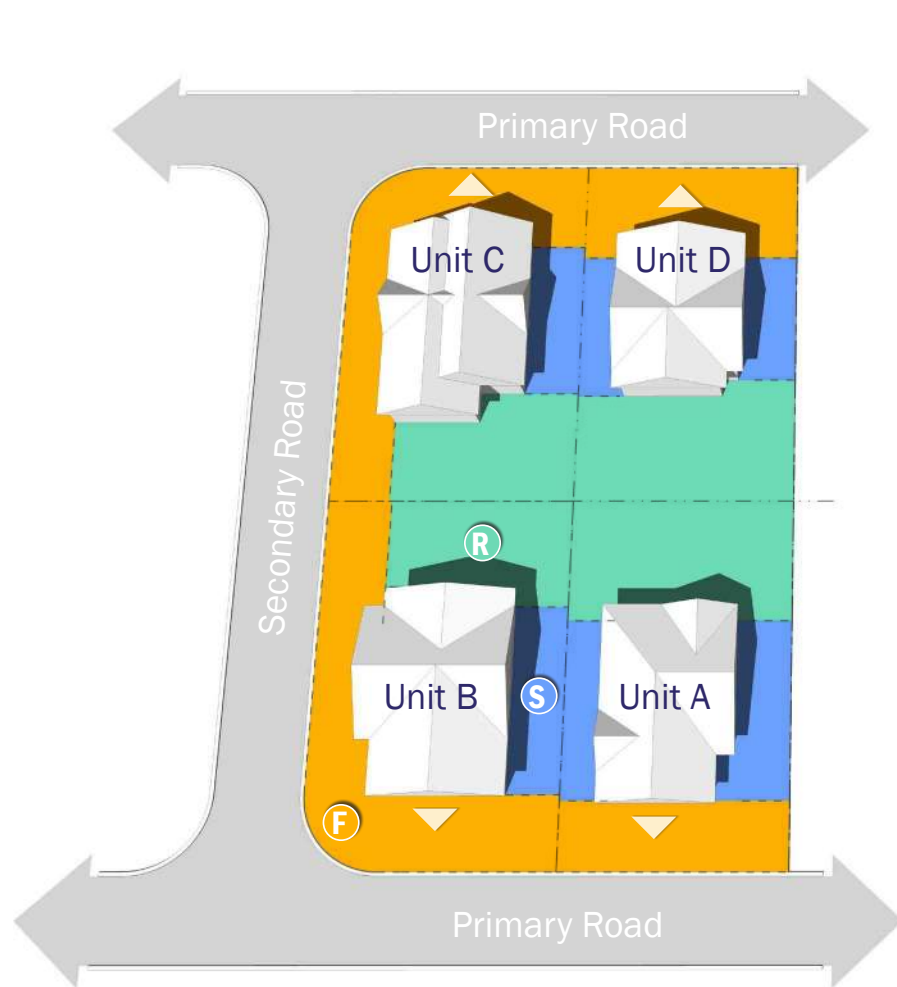 Primary Road
Unit C
Unit D
Secondary Road
R
Unit B
S
Unit A
F
Primary Road